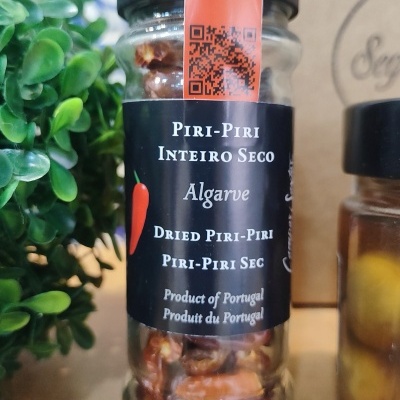 PIRI-PIRI
INTEIRO SECO
Algarve
DRIED PIRI-PIRI
PIRI-PIRI SEC
Product of Portugal
Produit du Portugal